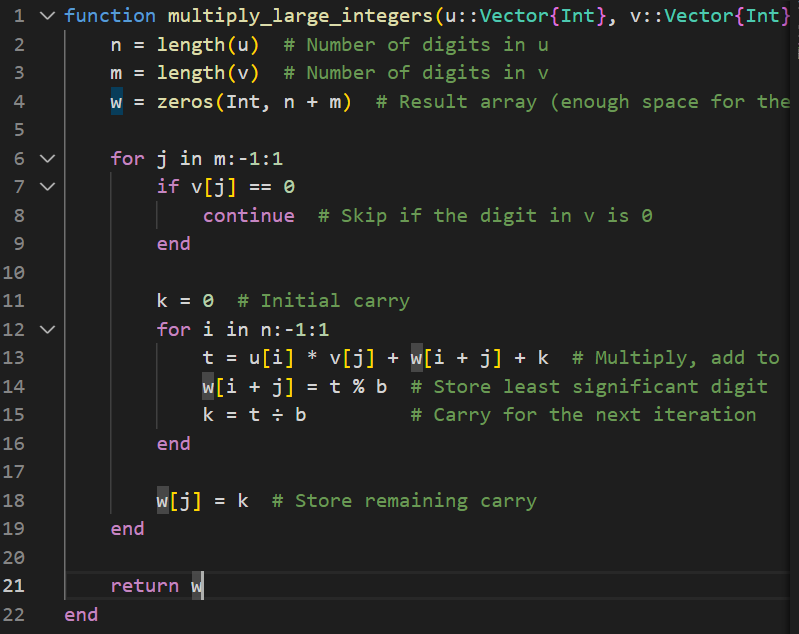 1 function multiply_large_integers(u::Vector{Int}, v::Vector{Int}
2 n = length(u)  # Number of digits in u
3 m = length(v)  # Number of digits in v
4 w = zeros(Int, n + m)  # Result array (enough space for the
5
6 for j in m:-1:1
7 if v[j] == 0
8 continue  # Skip if the digit in v is 0
9 end
10
11 k = 0  # Initial carry
12 for i in n:-1:1
13 t = u[i] * v[j] + w[i + j] + k  # Multiply, add to
14 w[i + j] = t % b  # Store least significant digit
15 k = t ÷ b  # Carry for the next iteration
16 end
17
18 w[j] = k  # Store remaining carry
19 end
20
21 return w
22 end